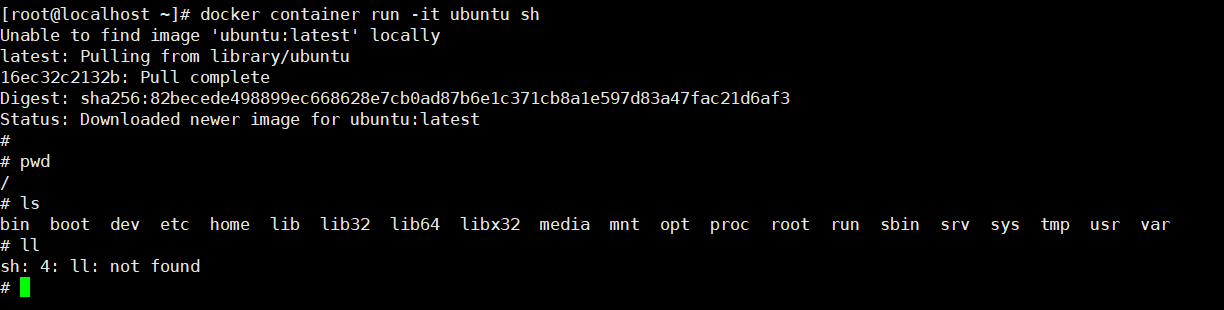 [root@localhost ~]# docker container run -it ubuntu sh
Unable to find image 'ubuntu:latest' locally
latest: Pulling from library/ubuntu
16ec32c2132b: Pull complete
Digest: sha256:82becede498899ec668628e7cb0ad87b6e1c371cb8a1e597d83a47fac21d6af3
Status: Downloaded newer image for ubuntu:latest
#
# pwd
/
# ls
bin  boot  dev  etc  home  lib  lib32  lib64  libx32  media  mnt  opt  proc  root  run  sbin  srv  sys  tmp  usr  var
# ll
sh: 4: ll: not found
#